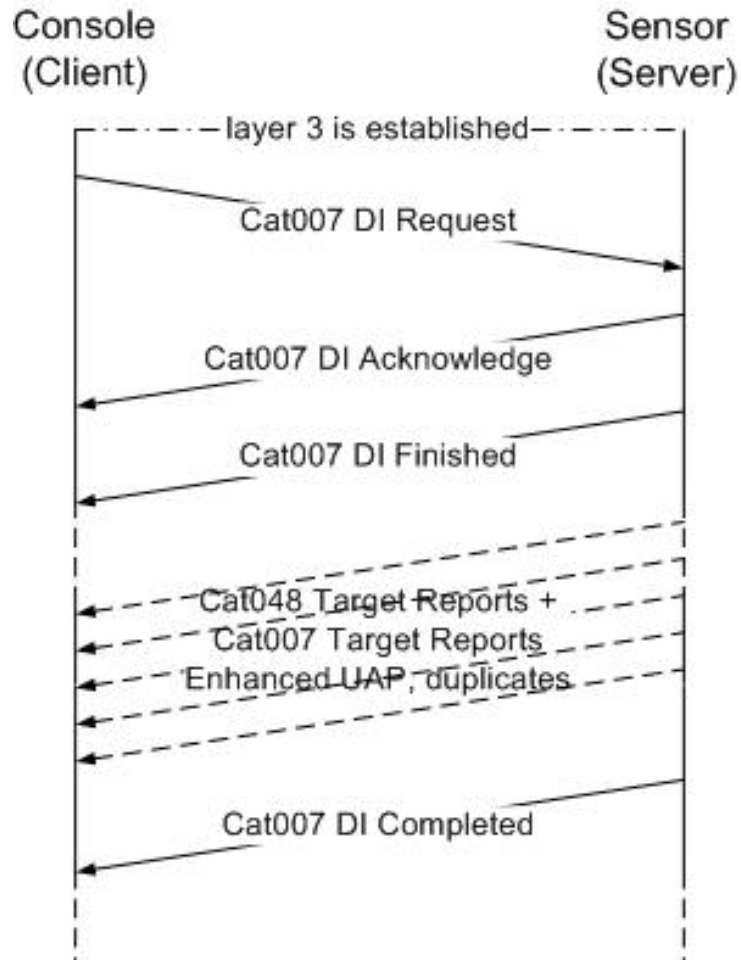 Console
(Client)
Sensor
(Server)
layer 3 is established
Cat007 DI Request
Cat007 DI Acknowledge
Cat007 DI Finished
Cat048 Target Reports +
Cat007 Target Reports
Enhanced UAP, duplicates
Cat007 DI Completed